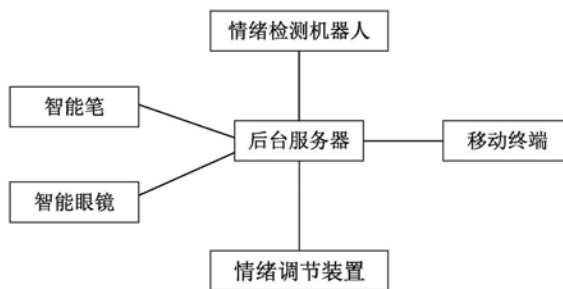 情绪检测机器人
智能笔
后台服务器
移动终端
智能眼镜
情绪调节装置